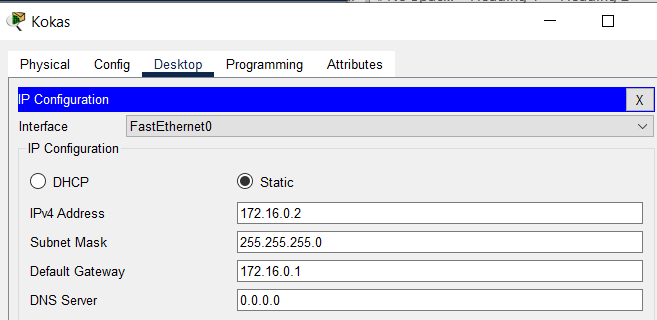 Kokas
Physical Config Desktop Programming Attributes
IP Configuration X
Interface FastEthernet0
IP Configuration
DHCP Static
IPv4 Address 172.16.0.2
Subnet Mask 255.255.255.0
Default Gateway 172.16.0.1
DNS Server 0.0.0.0